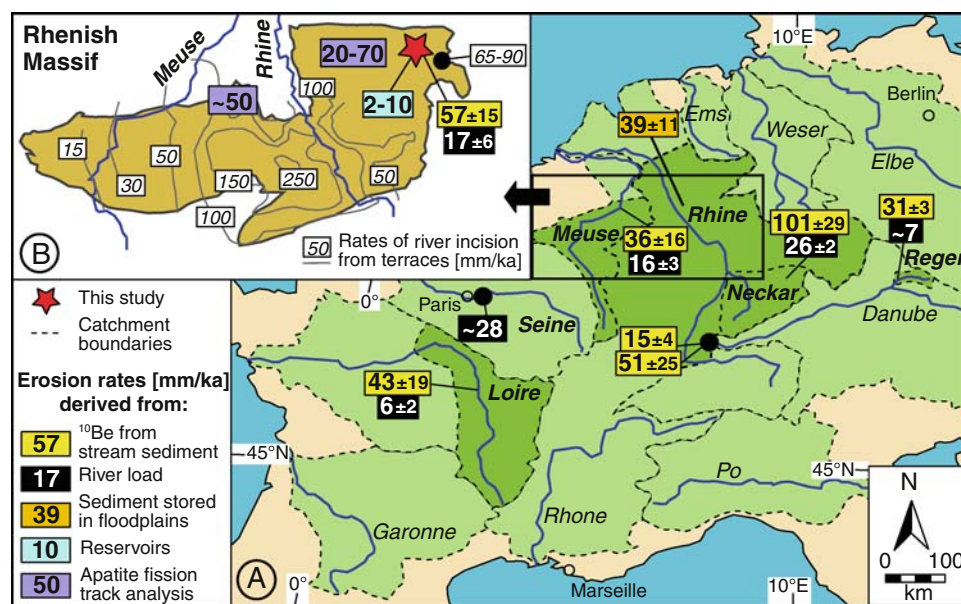 Rhenish
Massif
Meuse
Rhine
20-70
65-90
~50
100
2-10
57±15
17±6
15
50
30
150
250
50
100
50 Rates of river incision
from terraces [mm/ka]
B
10°E
Berlin
39±11
Ems
Weser
Elbe
Rhine
Meuse
36±16
16±3
101±29
26±2
31±3
~7
Regen
Neckar
Danube
0°
Paris
Seine
~28
15±4
51±25
43±19
6±2
Loire
45°N
Po
45°N
Garonne
Rhone
Marseille
0°
10°E
A
N
0 100
km
This study
Catchment
boundaries
Erosion rates [mm/ka]
derived from:
57 ¹⁰Be from
stream sediment
17 River load
39 Sediment stored
in floodplains
10 Reservoirs
50 Apatite fission
track analysis